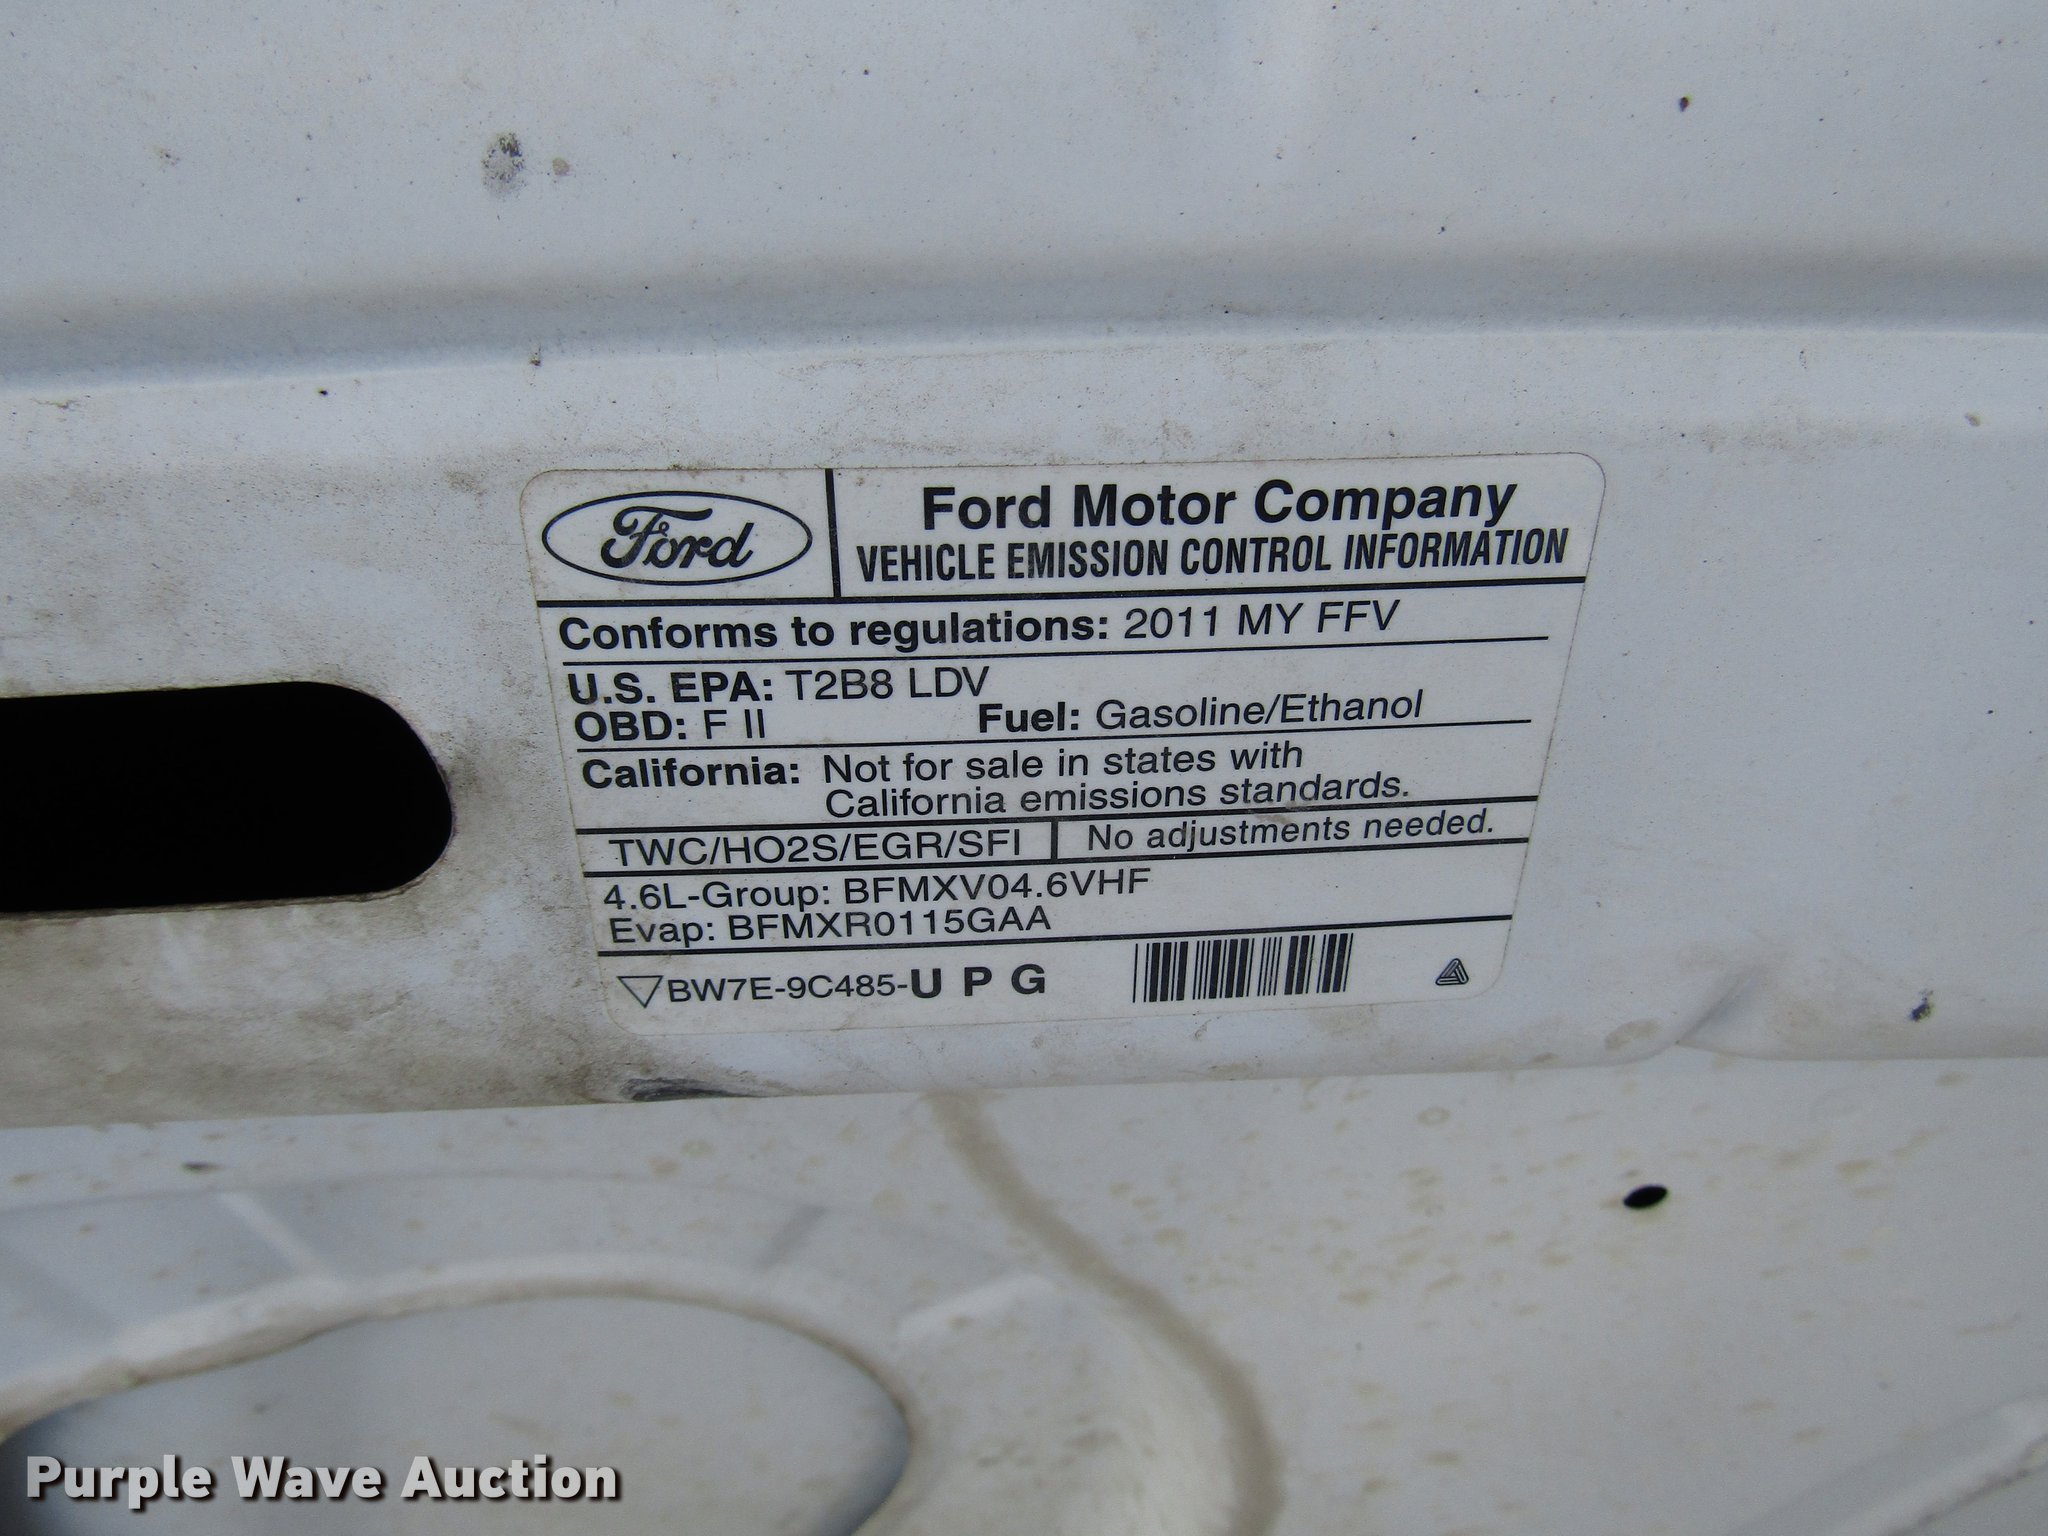 Ford
Ford Motor Company
VEHICLE EMISSION CONTROL INFORMATION
Conforms to regulations: 2011 MY FFV
U.S. EPA: T2B8 LDV
OBD: F II Fuel: Gasoline/Ethanol
California: Not for sale in states with
California emissions standards.
TWC/HO2S/EGR/SFI No adjustments needed.
4.6L-Group: BFMXV04.6VHF
Evap: BFMXR0115GAA
BW7E-9C485-U P G
Purple Wave Auction